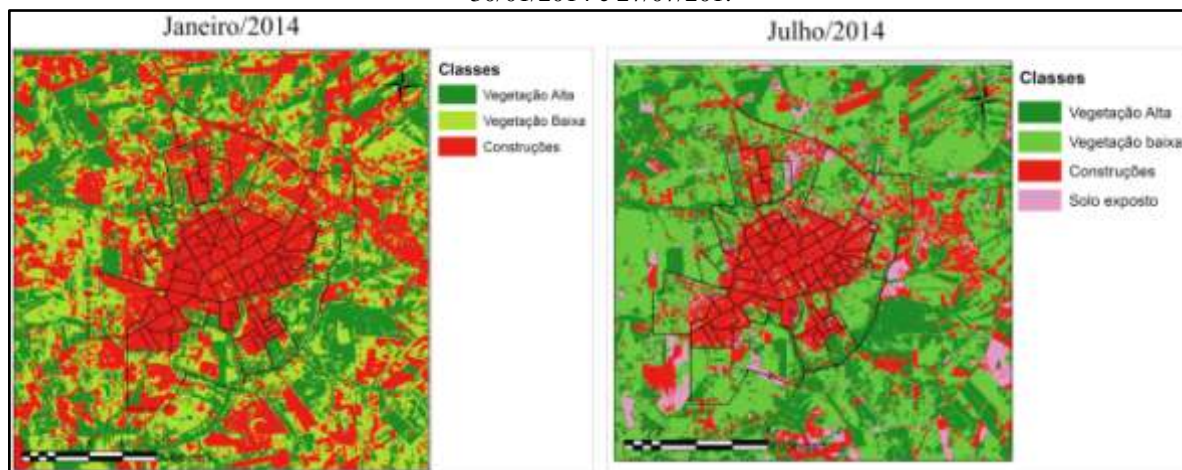 Janeiro/2014
Classes
Vegetação Alta
Vegetação Baixa
Construções
Julho/2014
Classes
Vegetação Alta
Vegetação baixa
Construções
Solo exposto